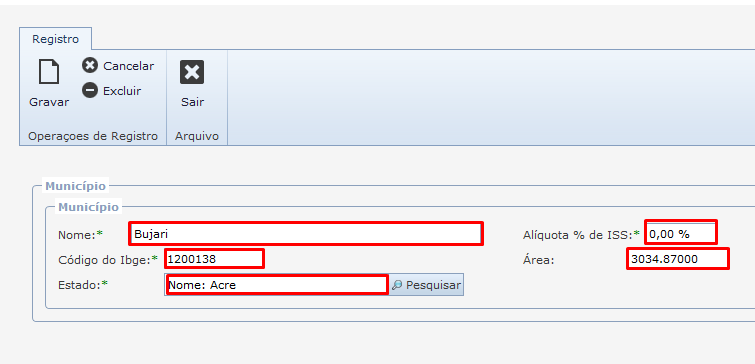 Registro
Gravar
Cancelar
Excluir
Operaçoes de Registro
Sair
Arquivo
Município
Município
Nome:* Bujari
Alíquota % de ISS:* 0,00 %
Código do Ibge:* 1200138
Área: 3034.87000
Estado:* Nome: Acre Pesquisar